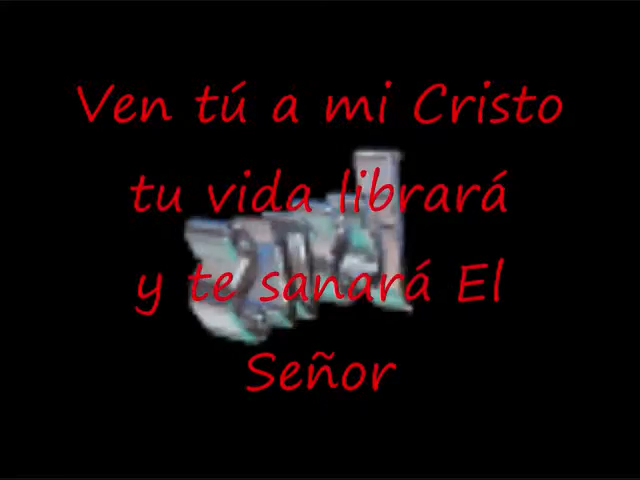 Ven tú a mi Cristo
tu vida librará
y te sanará El
Señor